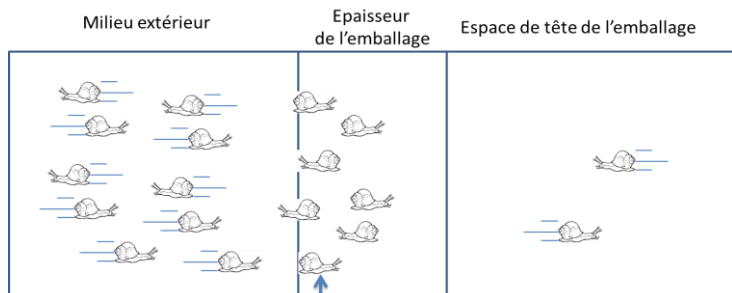 Milieu extérieur
Epaisseur
de l’emballage
Espace de tête de l’emballage